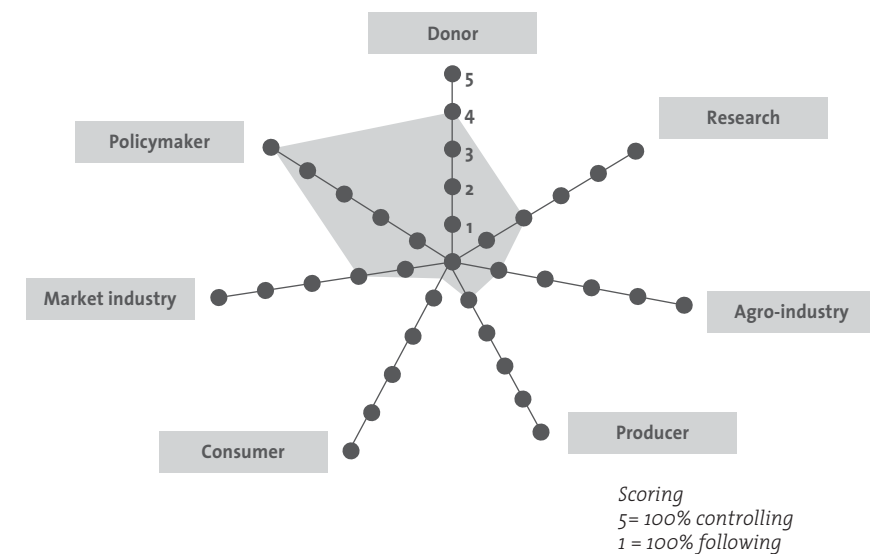 Donor
5
4
3
2
1
Research
Policymaker
Market industry
Agro-industry
Producer
Consumer
Scoring
5= 100% controlling
1 = 100% following